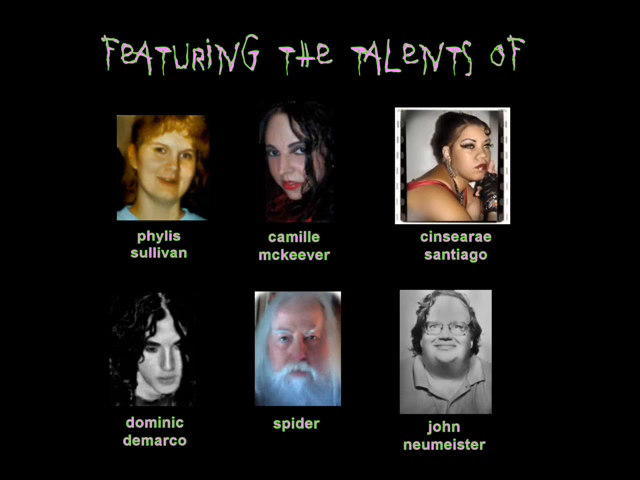 FEATURING THE TALENTS OF
phylis
sullivan
camille
mckeever
cinsearae
santiago
dominic
demarco
spider
john
neumeister